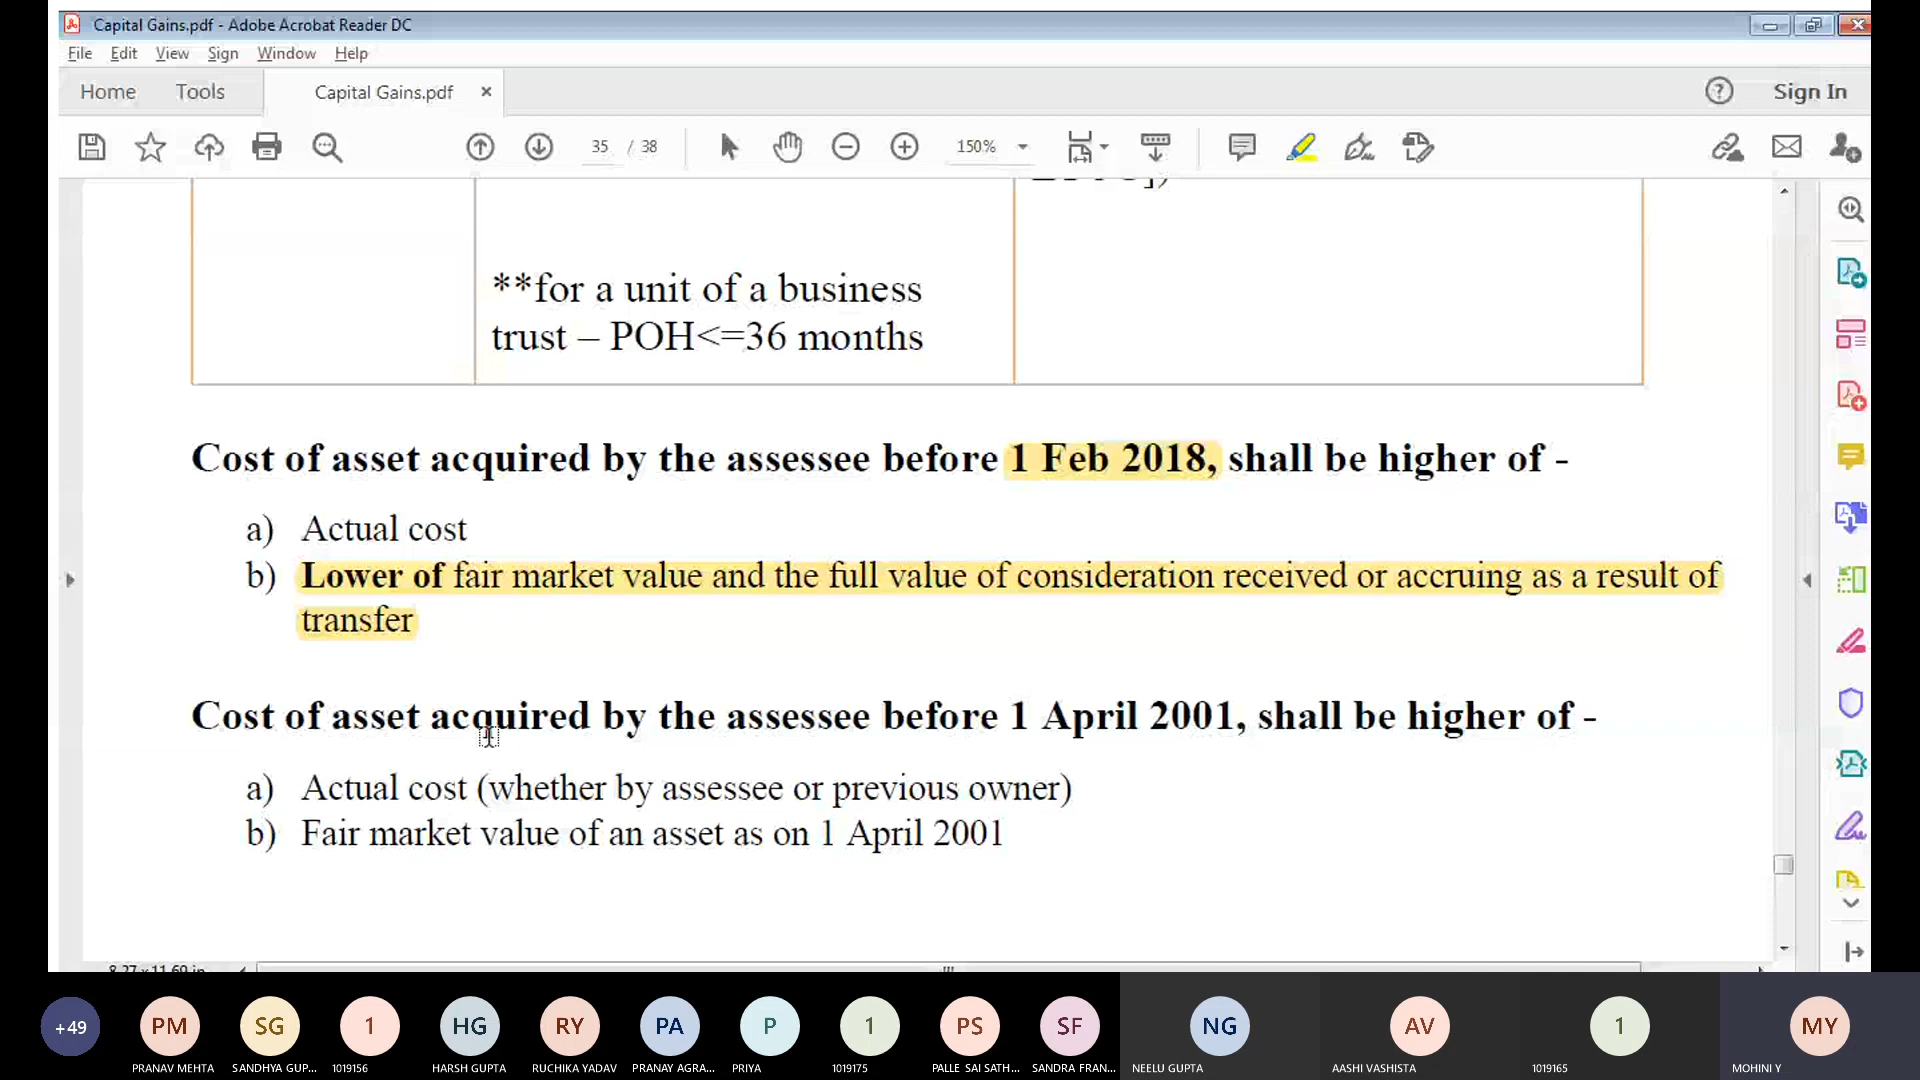 Capital Gains.pdf - Adobe Acrobat Reader DC
File Edit View Sign Window Help
Home Tools Capital Gains.pdf × ? Sign In
35 / 38 150%
**for a unit of a business
trust – POH<=36 months
Cost of asset acquired by the assessee before 1 Feb 2018, shall be higher of -
a) Actual cost
b) Lower of fair market value and the full value of consideration received or accruing as a result of
transfer
Cost of asset acquired by the assessee before 1 April 2001, shall be higher of -
a) Actual cost (whether by assessee or previous owner)
b) Fair market value of an asset as on 1 April 2001
8.27 x 11.69 in
+49 PM SG 1 HG RY PA P 1 PS SF NG AV 1 MY
PRANAV MEHTA SANDHYA GUP... 1019156 HARSH GUPTA RUCHIKA YADAV PRANAY AGRA... PRIYA 1019175 PALLE SAI SATH... SANDRA FRAN... NEELU GUPTA AASHI VASHISTA 1019165 MOHINI Y